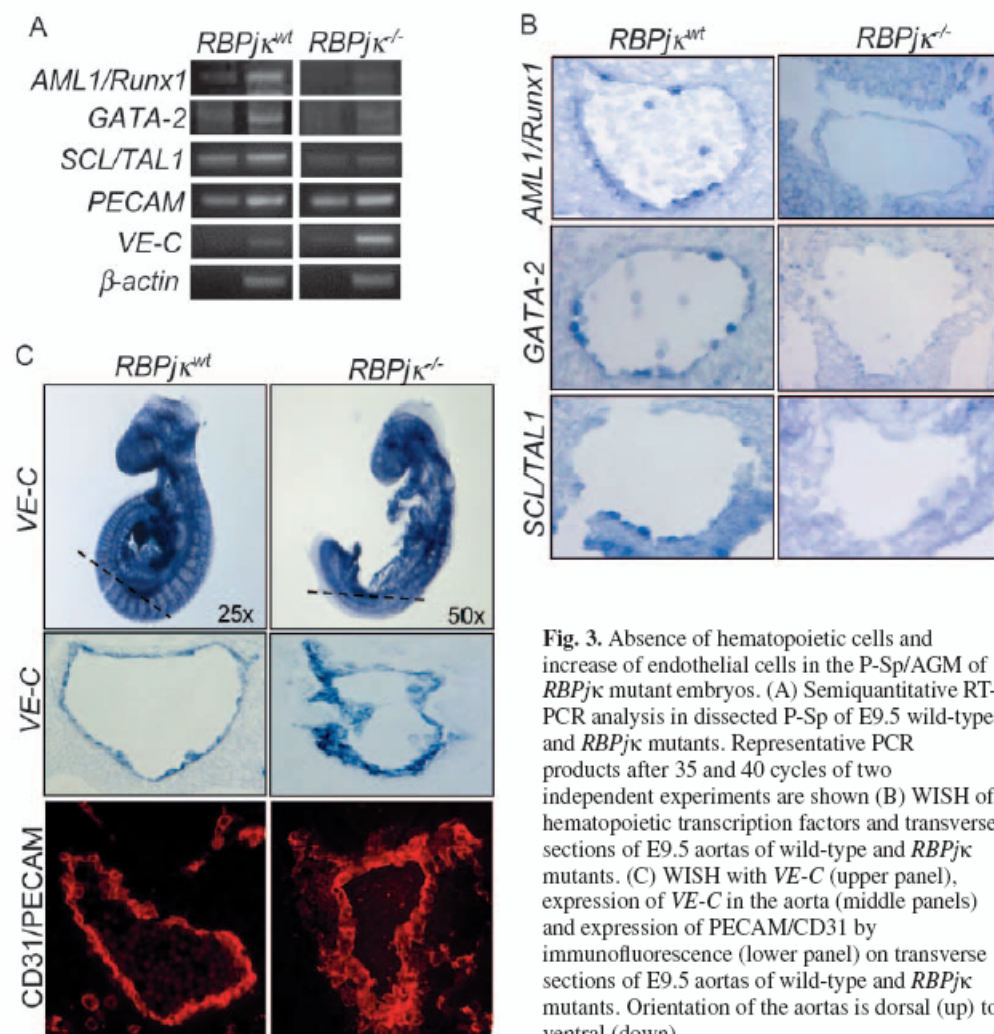 A
RBPjκwt RBPjκ-/-
AML1/Runx1
GATA-2
SCL/TAL1
PECAM
VE-C
β-actin
B
RBPjκwt RBPjκ-/-
AML1/Runx1
GATA-2
SCL/TAL1
C
RBPjκwt RBPjκ-/-
VE-C
25x 50x
VE-C
CD31/PECAM
Fig. 3. Absence of hematopoietic cells and
increase of endothelial cells in the P-Sp/AGM of
RBPjκ mutant embryos. (A) Semiquantitative RT-
PCR analysis in dissected P-Sp of E9.5 wild-type
and RBPjκ mutants. Representative PCR
products after 35 and 40 cycles of two
independent experiments are shown (B) WISH of
hematopoietic transcription factors and transverse
sections of E9.5 aortas of wild-type and RBPjκ
mutants. (C) WISH with VE-C (upper panel),
expression of VE-C in the aorta (middle panels)
and expression of PECAM/CD31 by
immunofluorescence (lower panel) on transverse
sections of E9.5 aortas of wild-type and RBPjκ
mutants. Orientation of the aortas is dorsal (up) to
ventral (down)